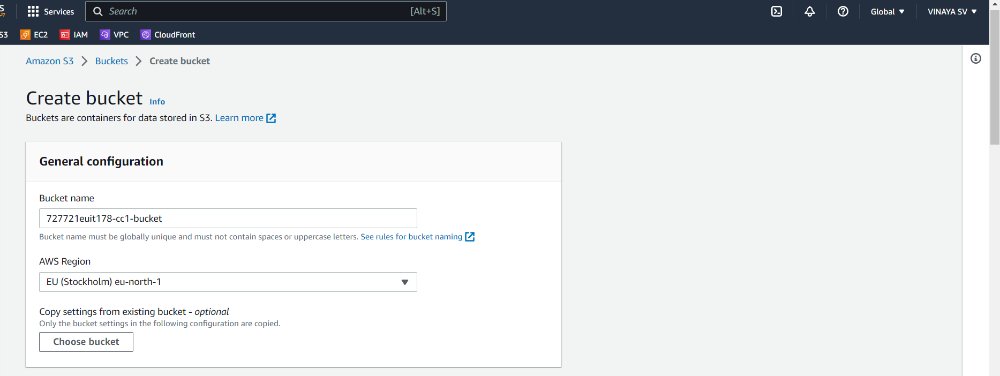 Services Search [Alt+S] Global VINAYA SV
S3 EC2 IAM VPC CloudFront
Amazon S3 Buckets Create bucket
Create bucket Info
Buckets are containers for data stored in S3. Learn more
General configuration
Bucket name
727721euit178-cc1-bucket
Bucket name must be globally unique and must not contain spaces or uppercase letters. See rules for bucket naming
AWS Region
EU (Stockholm) eu-north-1
Copy settings from existing bucket - optional
Only the bucket settings in the following configuration are copied.
Choose bucket